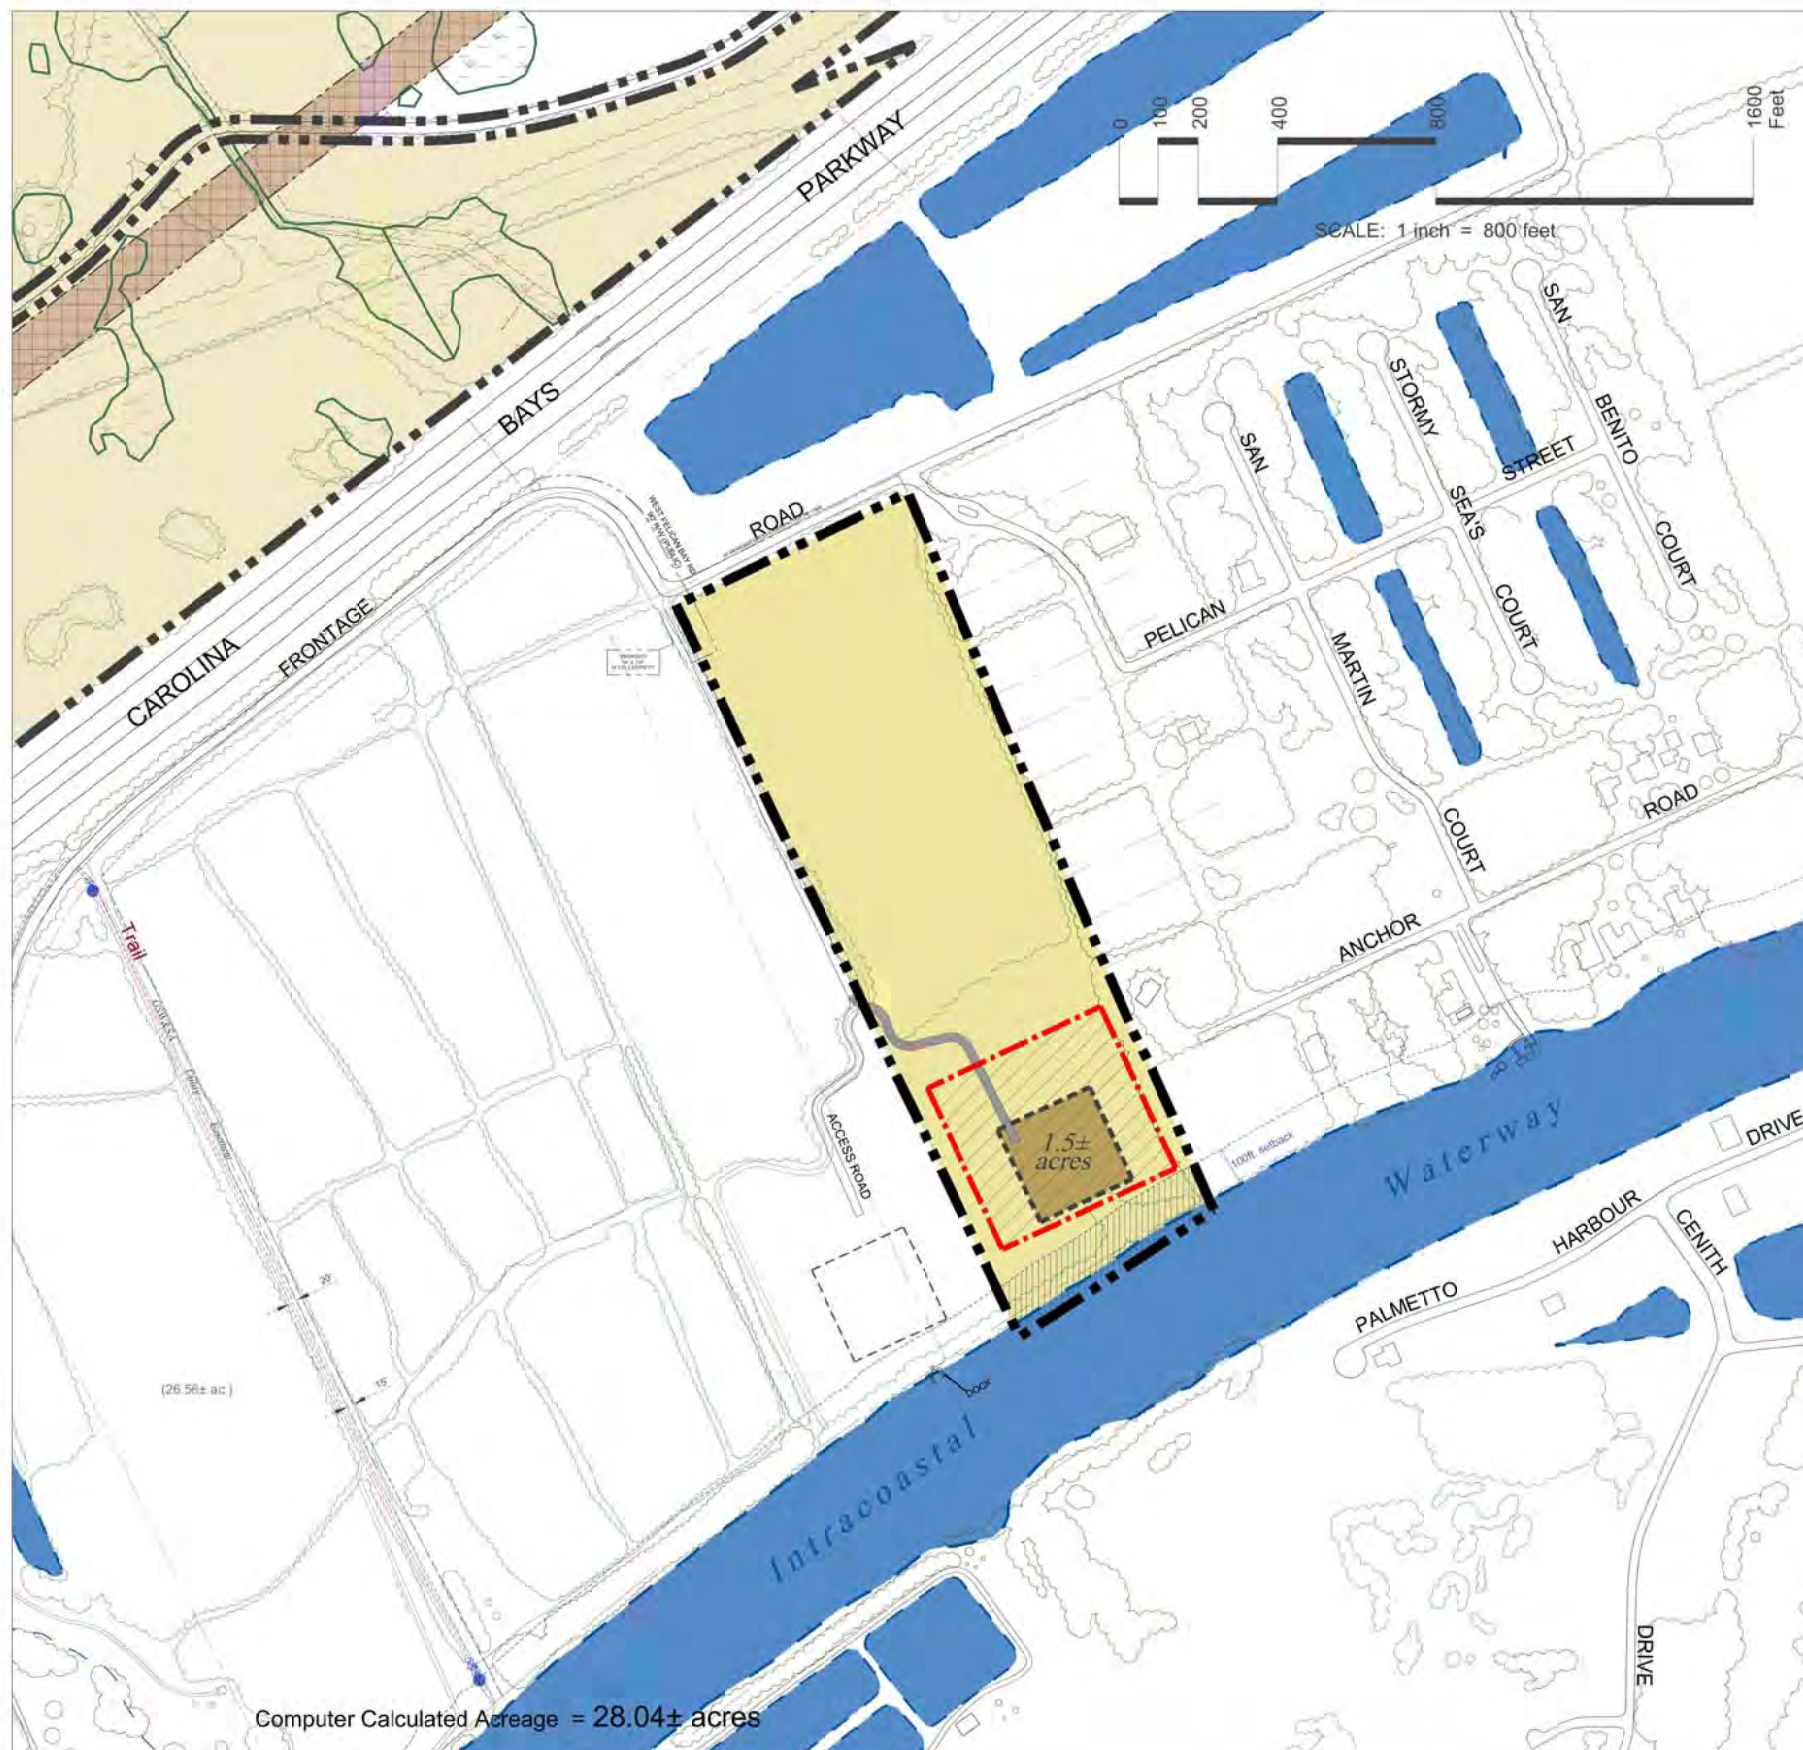 0
100
200
400
800
1600
Feet
SCALE: 1 inch = 800 feet
PARKWAY
BAYS
CAROLINA
FRONTAGE
ROAD
SAN
BENITO
COURT
STORMY
SEA'S
COURT
STREET
PELICAN
SAN
MARTIN
COURT
ROAD
ANCHOR
Trail
ACCESS ROAD
1.5±
acres
100ft. setback
Waterway
Intracoastal
DRIVE
HARBOUR
PALMETTO
CENITH
DRIVE
20'
15'
(26.56± ac.)
DOCK
Computer Calculated Acreage = 28.04± acres